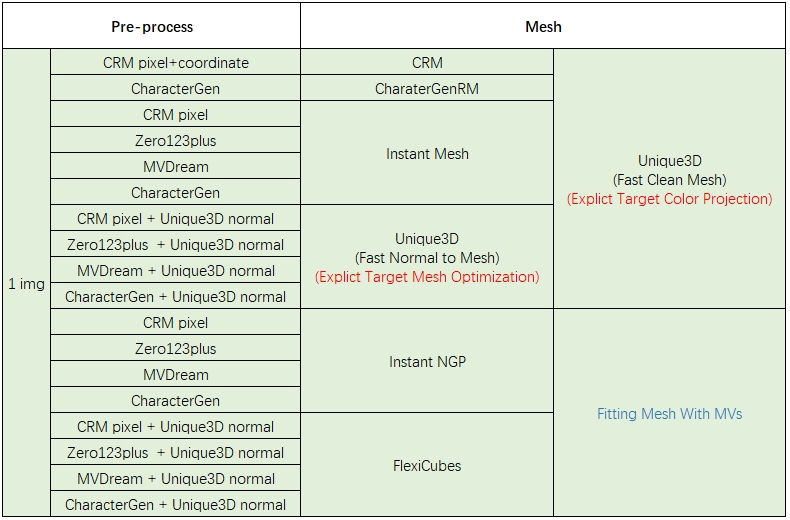 Pre-process
Mesh
1 img
CRM pixel+coordinate
CRM
CharacterGen
CharaterGenRM
CRM pixel
Zero123plus
MVDream
CharacterGen
Instant Mesh
CRM pixel + Unique3D normal
Zero123plus + Unique3D normal
MVDream + Unique3D normal
CharacterGen + Unique3D normal
Unique3D
(Fast Normal to Mesh)
(Explict Target Mesh Optimization)
Unique3D
(Fast Clean Mesh)
(Explict Target Color Projection)
CRM pixel
Zero123plus
MVDream
CharacterGen
Instant NGP
CRM pixel + Unique3D normal
Zero123plus + Unique3D normal
MVDream + Unique3D normal
CharacterGen + Unique3D normal
FlexiCubes
Fitting Mesh With MVs